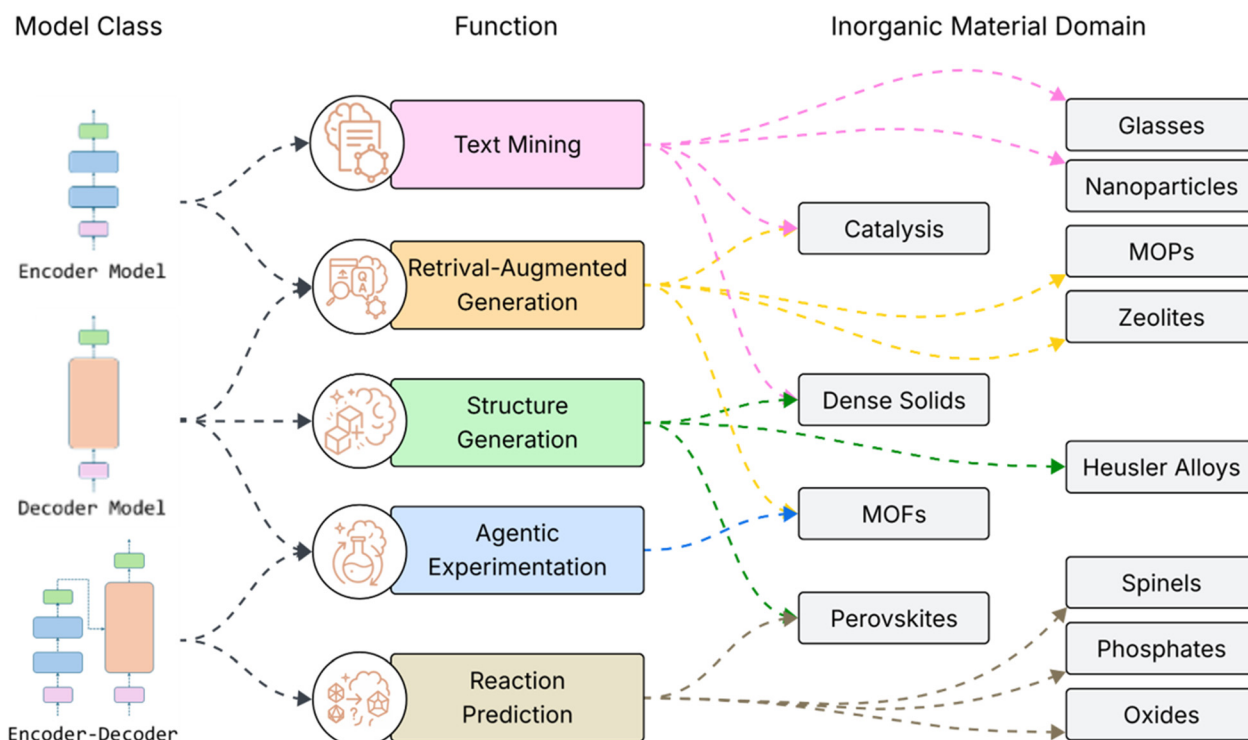 Model Class
Function
Inorganic Material Domain
Encoder Model
Decoder Model
Encoder-Decoder
Text Mining
Q
A
Retrival-Augmented
Generation
Structure
Generation
Agentic
Experimentation
?
Reaction
Prediction
Catalysis
Dense Solids
MOFs
Perovskites
Glasses
Nanoparticles
MOPs
Zeolites
Heusler Alloys
Spinels
Phosphates
Oxides